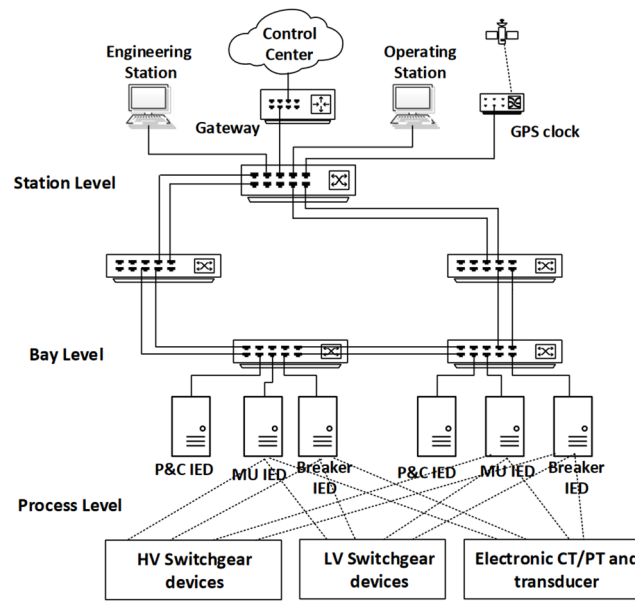 Control
Center
Engineering
Station
Operating
Station
Gateway
GPS clock
Station Level
Bay Level
P&C IED
MU IED
Breaker
IED
P&C IED
MU IED
Breaker
IED
Process Level
HV Switchgear
devices
LV Switchgear
devices
Electronic CT/PT and
transducer